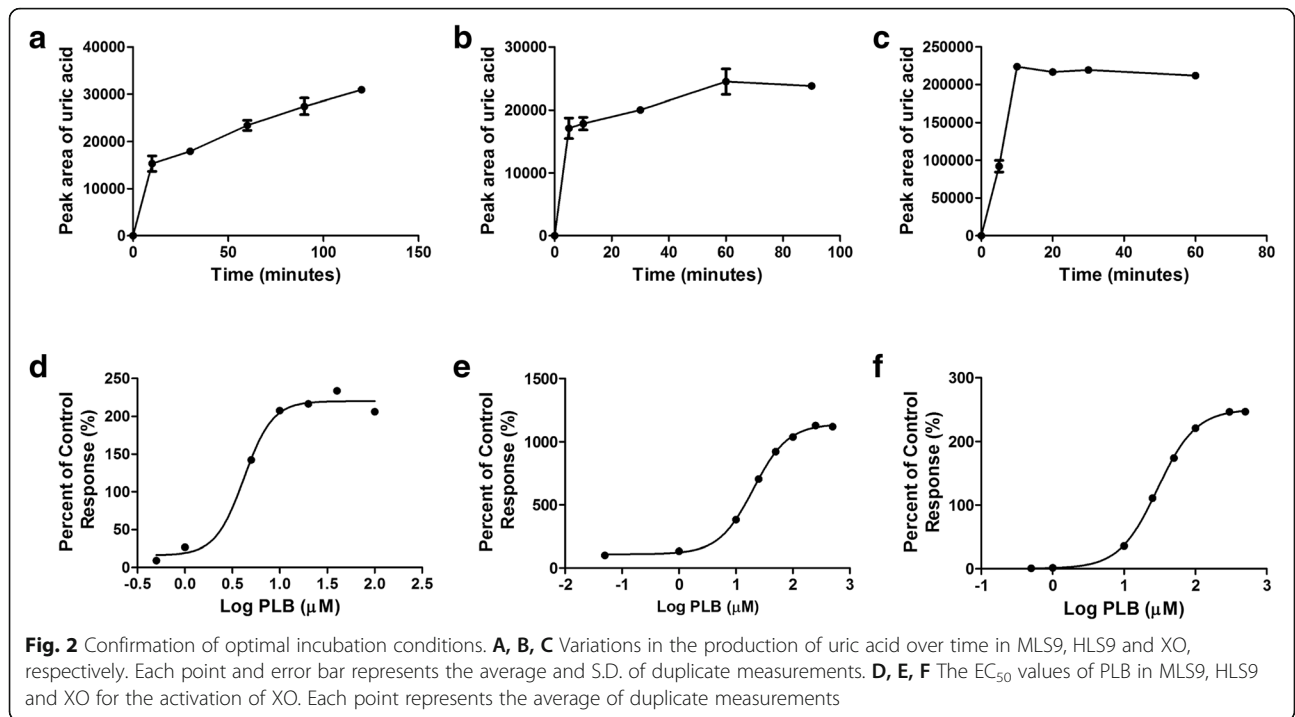 a
Peak area of uric acid
40000
30000
20000
10000
0
0 50 100 150
Time (minutes)
b
Peak area of uric acid
30000
20000
10000
0
0 20 40 60 80 100
Time (minutes)
c
Peak area of uric acid
250000
200000
150000
100000
50000
0
0 20 40 60 80
Time (minutes)
d
Percent of Control
Response (%)
250
200
150
100
50
0
-0.5 0.0 0.5 1.0 1.5 2.0 2.5
Log PLB (μM)
e
Percent of Control
Response (%)
1500
1000
500
0
-2 -1 0 1 2 3
Log PLB (μM)
f
Percent of Control
Response (%)
300
200
100
0
-1 0 1 2 3
Log PLB (μM)
Fig. 2 Confirmation of optimal incubation conditions. A, B, C Variations in the production of uric acid over time in MLS9, HLS9 and XO,
respectively. Each point and error bar represents the average and S.D. of duplicate measurements. D, E, F The EC50 values of PLB in MLS9, HLS9
and XO for the activation of XO. Each point represents the average of duplicate measurements